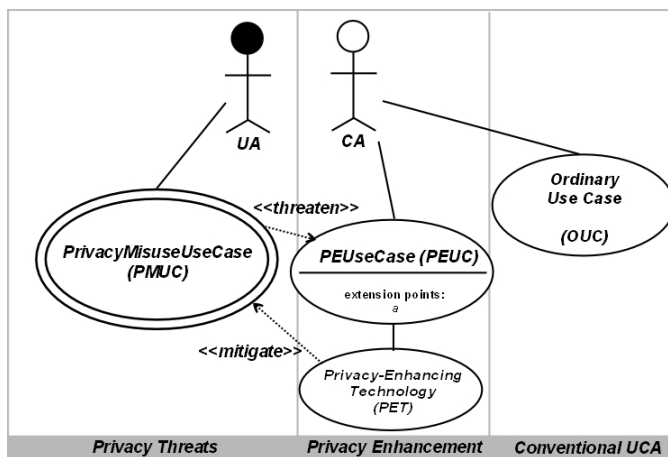 UA
CA
<<threaten>>
PrivacyMisuseUseCase
(PMUC)
PEUseCase (PEUC)
extension points:
a
Ordinary
Use Case
(OUC)
<<mitigate>>
Privacy-Enhancing
Technology
(PET)
Privacy Threats
Privacy Enhancement
Conventional UCA